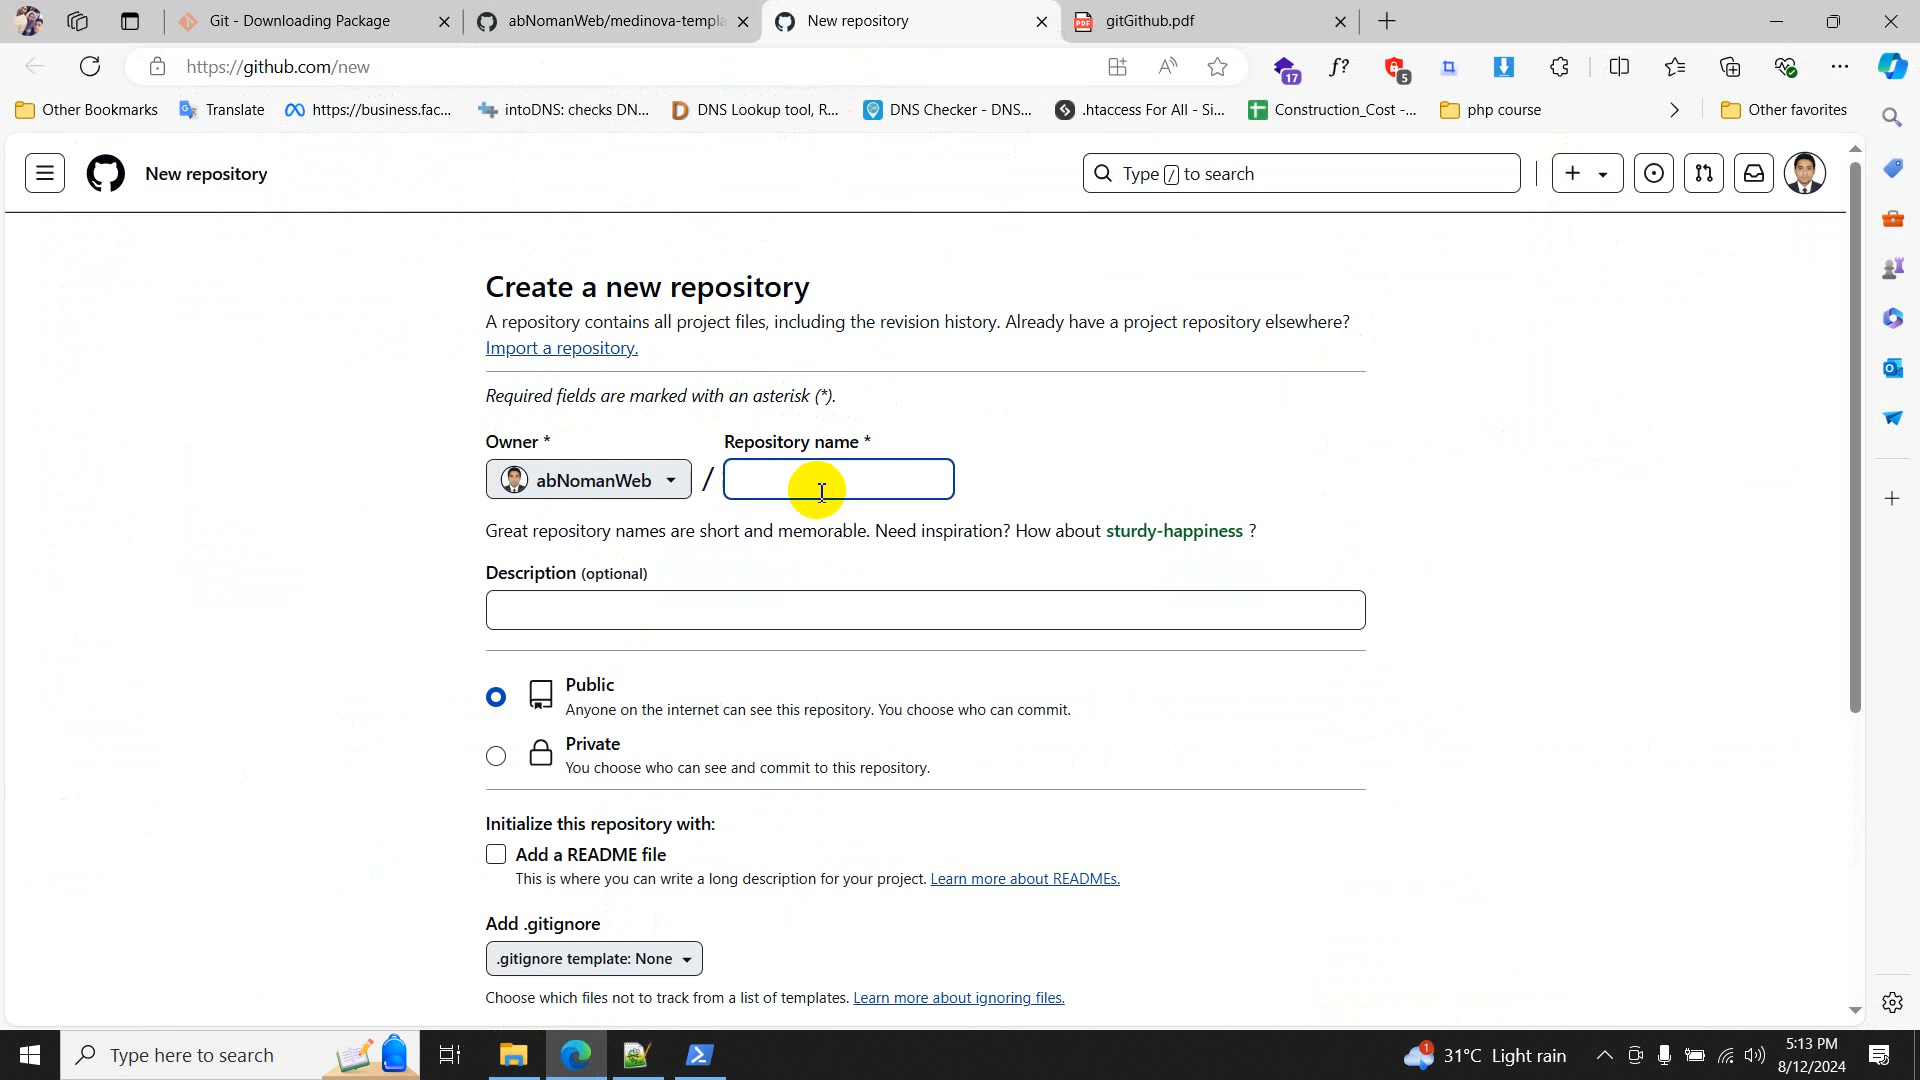 Git - Downloading Package
abNomanWeb/medinova-templa
New repository
gitGithub.pdf
https://github.com/new
17
f?
5
Other Bookmarks
Translate
https://business.fac...
intoDNS: checks DN...
DNS Lookup tool, R...
DNS Checker - DNS...
.htaccess For All - Si...
Construction_Cost -...
php course
Other favorites
New repository
Type / to search
Create a new repository
A repository contains all project files, including the revision history. Already have a project repository elsewhere?
Import a repository.
Required fields are marked with an asterisk (*).
Owner *
Repository name *
abNomanWeb
/
Great repository names are short and memorable. Need inspiration? How about sturdy-happiness ?
Description (optional)
Public
Anyone on the internet can see this repository. You choose who can commit.
Private
You choose who can see and commit to this repository.
Initialize this repository with:
Add a README file
This is where you can write a long description for your project. Learn more about READMEs.
Add .gitignore
.gitignore template: None
Choose which files not to track from a list of templates. Learn more about ignoring files.
Type here to search
1
31°C Light rain
5:13 PM
8/12/2024